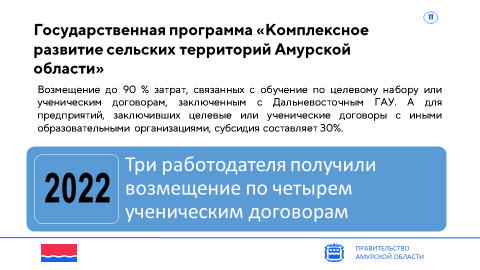 11
Государственная программа «Комплексное
развитие сельских территорий Амурской
области»
Возмещение до 90 % затрат, связанных с обучение по целевому набору или
ученическим договорам, заключенным с Дальневосточным ГАУ. А для
предприятий, заключивших целевые или ученические договоры с иными
образовательными организациями, субсидия составляет 30%.
2022
Три работодателя получили
возмещение по четырем
ученическим договорам
ПРАВИТЕЛЬСТВО
АМУРСКОЙ ОБЛАСТИ